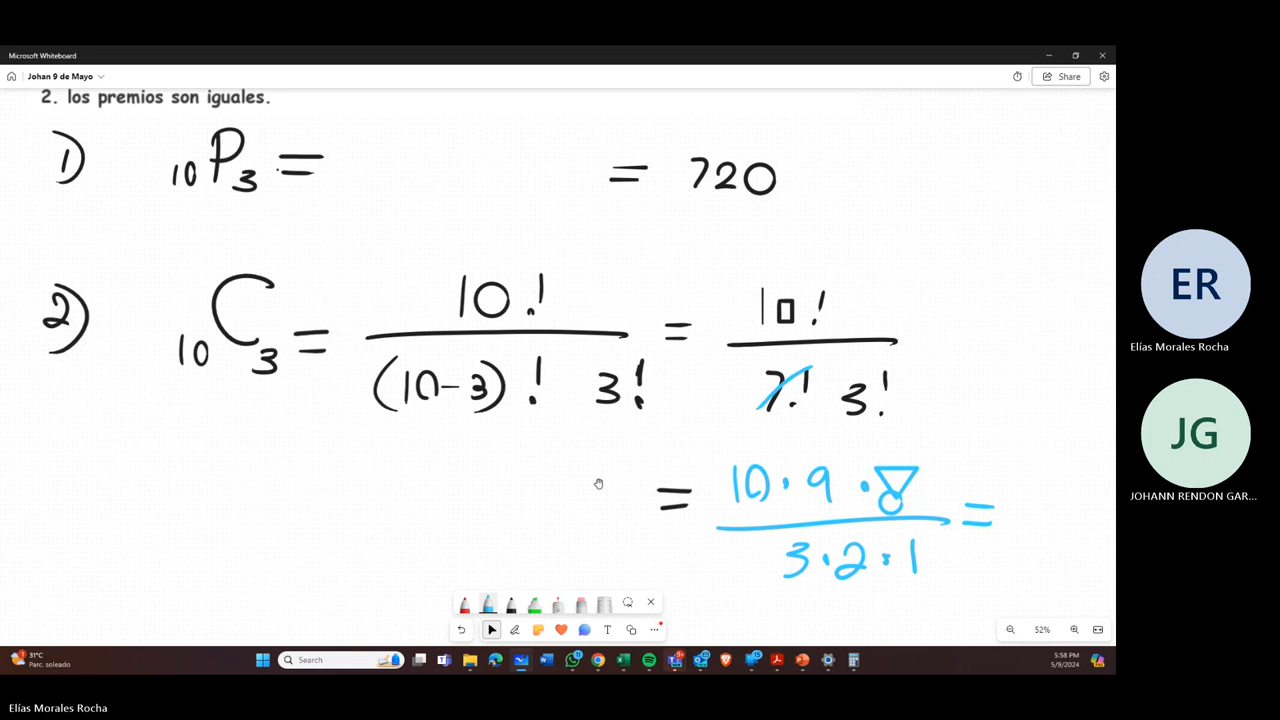 Microsoft Whiteboard
Johan 9 de Mayo
Share
2. los premios son iguales.
1) 10P3 = = 720
2) 10C3 = 10! / (10-3)! 3! = 10! / 7! 3!
= 10 · 9 · 8 / 3 · 2 · 1 =
ER
Elías Morales Rocha
JG
JOHANN RENDON GAR...
52%
31°C
Parc. soleado
Search
5:58 PM
5/9/2024
Elías Morales Rocha